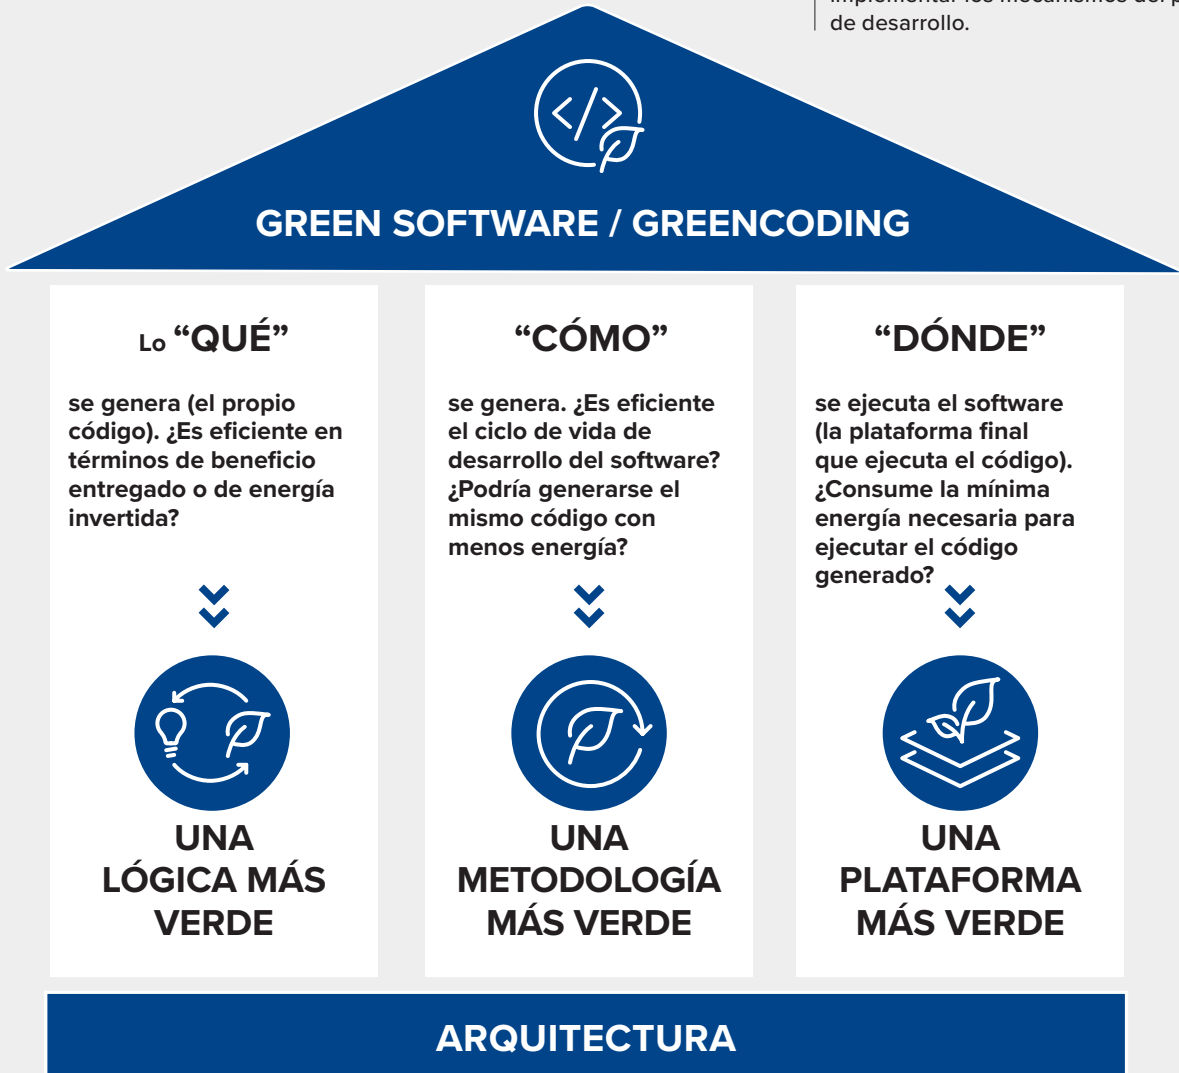 implementar los mecanismos del
de desarrollo.
GREEN SOFTWARE / GREENCODING
Lo “QUÉ”
se genera (el propio
código). ¿Es eficiente en
términos de beneficio
entregado o de energía
invertida?
UNA
LÓGICA MÁS
VERDE
“CÓMO”
se genera. ¿Es eficiente
el ciclo de vida de
desarrollo del software?
¿Podría generarse el
mismo código con
menos energía?
UNA
METODOLOGÍA
MÁS VERDE
“DÓNDE”
se ejecuta el software
(la plataforma final
que ejecuta el código).
¿Consume la mínima
energía necesaria para
ejecutar el código
generado?
UNA
PLATAFORMA
MÁS VERDE
ARQUITECTURA